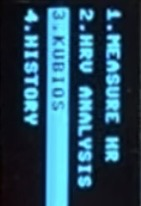 1.MEASURE HR
2.HRV ANALYSIS
3.KUBIOS
4.HISTORY